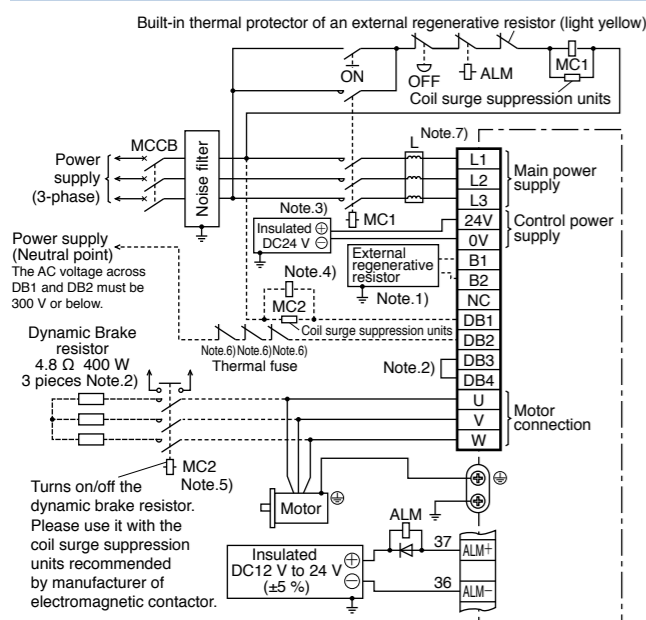 Built-in thermal protector of an external regenerative resistor (light yellow)
ON
OFF
ALM
MC1
Coil surge suppression units
MCCB
Noise filter
L
Note.7)
Power
supply
(3-phase)
L1
L2
L3
Main power
supply
MC1
Note.3)
Insulated
DC24 V
24V
0V
Control power
supply
Power supply
(Neutral point)
The AC voltage across
DB1 and DB2 must be
300 V or below.
External
regenerative
resistor
B1
B2
Note.4)
Note.1)
NC
MC2
Coil surge suppression units
DB1
DB2
Note.6)Note.6)Note.6)
Thermal fuse
DB3
DB4
Note.2)
Dynamic Brake
resistor
4.8 Ω 400 W
3 pieces Note.2)
U
V
W
Motor
connection
MC2
Note.5)
Turns on/off the
dynamic brake resistor.
Please use it with the
coil surge suppression
units recommended
by manufacturer of
electromagnetic contactor.
Motor
ALM
Insulated
DC12 V to 24 V
(±5 %)
37
ALM+
36
ALM−